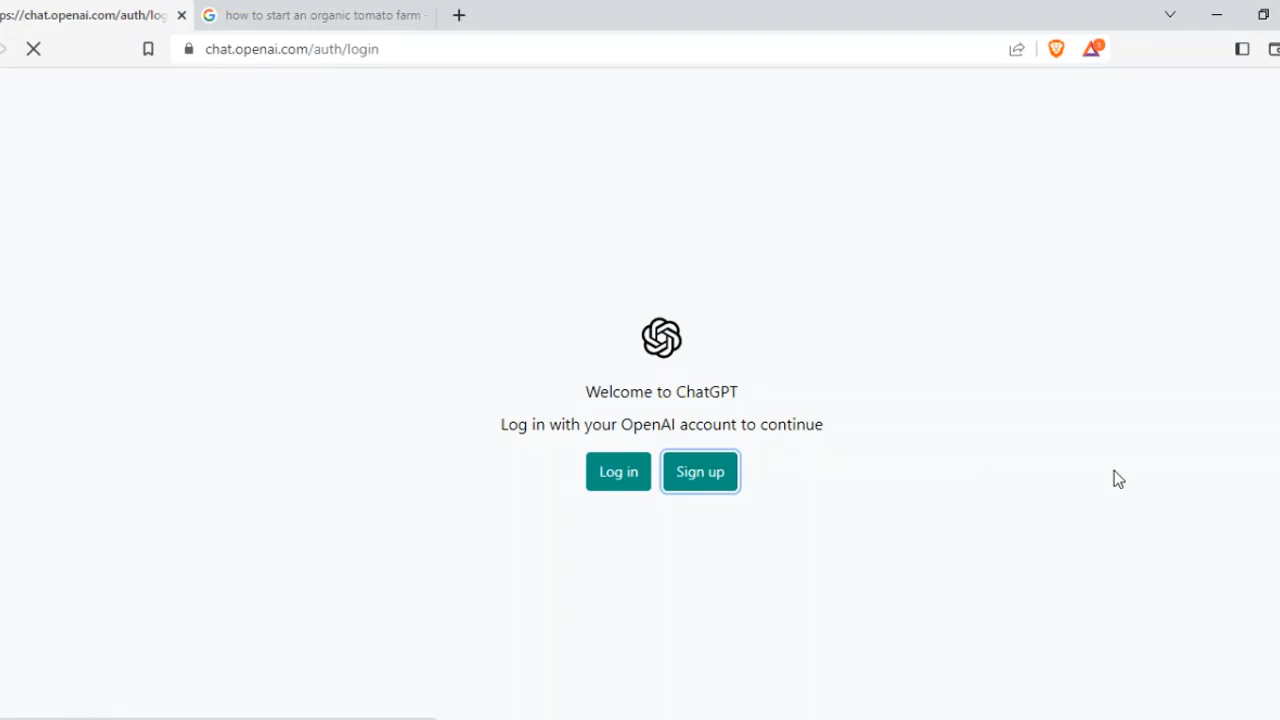 ps://chat.openai.com/auth/log
how to start an organic tomato farm -
chat.openai.com/auth/login
Welcome to ChatGPT
Log in with your OpenAI account to continue
Log in
Sign up